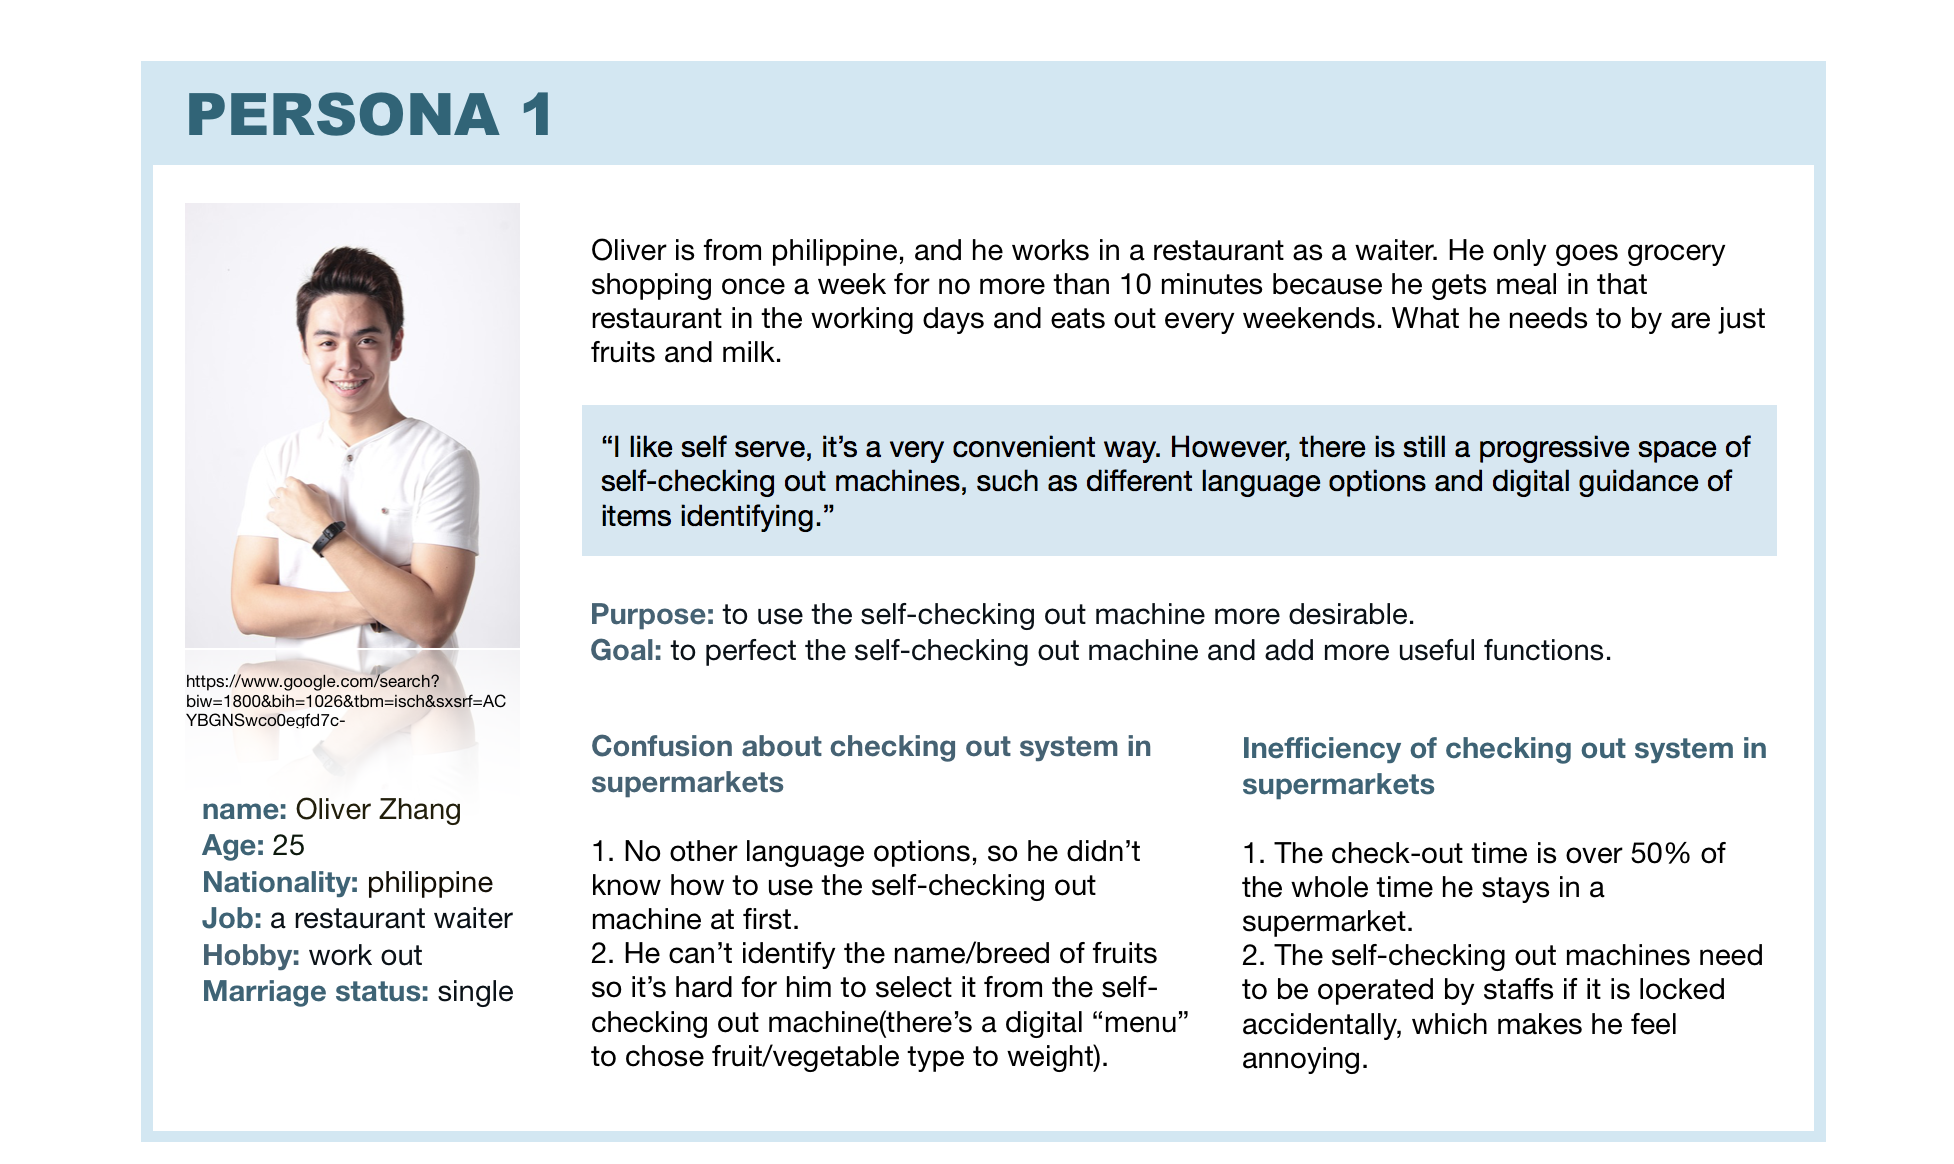 PERSONA 1
Oliver is from philippine, and he works in a restaurant as a waiter. He only goes grocery
shopping once a week for no more than 10 minutes because he gets meal in that
restaurant in the working days and eats out every weekends. What he needs to by are just
fruits and milk.
“I like self serve, it’s a very convenient way. However, there is still a progressive space of
self-checking out machines, such as different language options and digital guidance of
items identifying.”
Purpose: to use the self-checking out machine more desirable.
Goal: to perfect the self-checking out machine and add more useful functions.
https://www.google.com/search?
biw=1800&bih=1026&tbm=isch&sxsrf=AC
YBGNSwco0egfd7c-
name: Oliver Zhang
Age: 25
Nationality: philippine
Job: a restaurant waiter
Hobby: work out
Marriage status: single
Confusion about checking out system in
supermarkets
1. No other language options, so he didn’t
know how to use the self-checking out
machine at first.
2. He can’t identify the name/breed of fruits
so it’s hard for him to select it from the self-
checking out machine(there’s a digital “menu”
to chose fruit/vegetable type to weight).
Inefficiency of checking out system in
supermarkets
1. The check-out time is over 50% of
the whole time he stays in a
supermarket.
2. The self-checking out machines need
to be operated by staffs if it is locked
accidentally, which makes he feel
annoying.